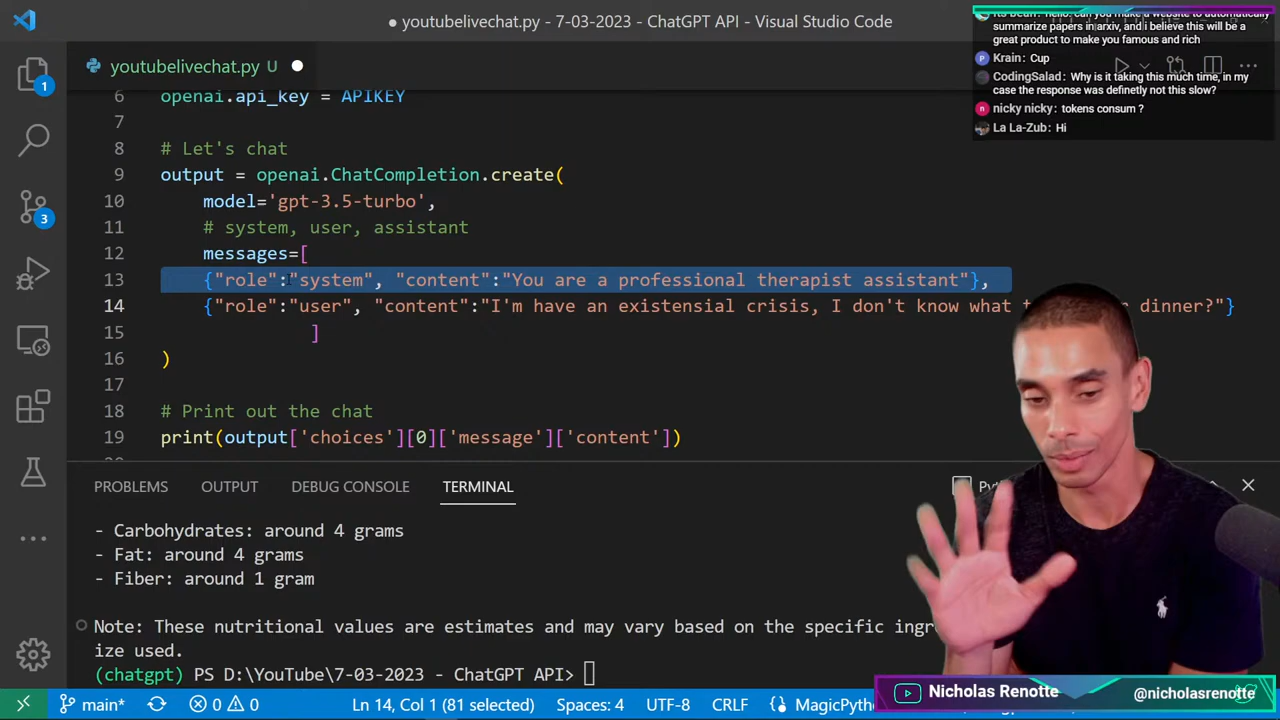 youtubelivechat.py - 7-03-2023 - ChatGPT API - Visual Studio Code
summarize papers in arxiv, and i believe this will be a
great product to make you famous and rich
Krain: Cup
CodingSalad: Why is it taking this much time, in my
case the response was definetly not this slow?
nicky nicky: tokens consum ?
La La-Zub: Hi
youtubelivechat.py U
1
3
6 openai.api_key = APIKEY
7
8 # Let's chat
9 output = openai.ChatCompletion.create(
10 model='gpt-3.5-turbo',
11 # system, user, assistant
12 messages=[
13 {"role":"system", "content":"You are a professional therapist assistant"},
14 {"role":"user", "content":"I'm have an existensial crisis, I don't know what dinner?"}
15 ]
16 )
17
18 # Print out the chat
19 print(output['choices'][0]['message']['content'])
PROBLEMS OUTPUT DEBUG CONSOLE TERMINAL
- Carbohydrates: around 4 grams
- Fat: around 4 grams
- Fiber: around 1 gram
Note: These nutritional values are estimates and may vary based on the specific
ize used.
(chatgpt) PS D:\YouTube\7-03-2023 - ChatGPT API>
main* 0 0 Ln 14, Col 1 (81 selected) Spaces: 4 UTF-8 CRLF MagicPython
Nicholas Renotte
@nicholasrenotte